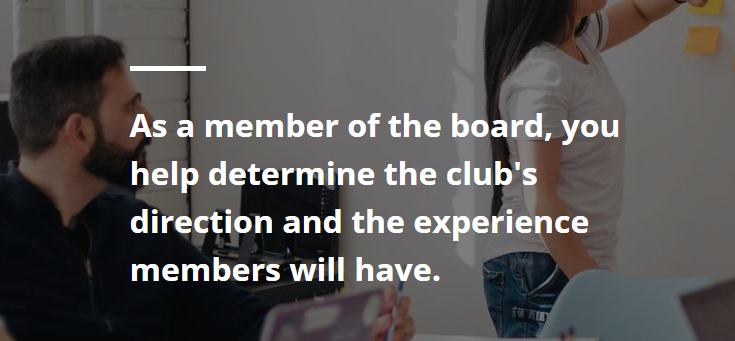 As a member of the board, you
help determine the club's
direction and the experience
members will have.